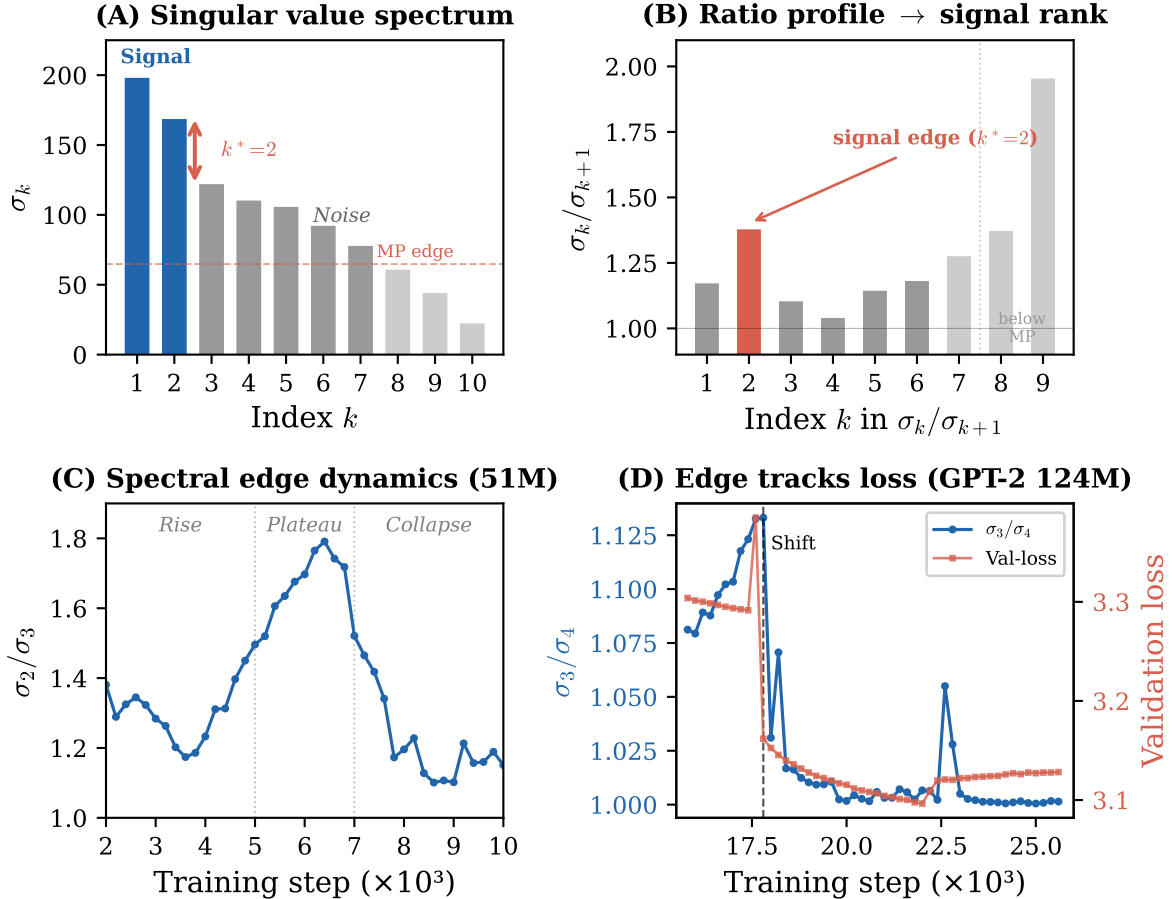 (A) Singular value spectrum
Signal
k*=2
Noise
MP edge
σₖ
200
150
100
50
0
1 2 3 4 5 6 7 8 9 10
Index k
(B) Ratio profile → signal rank
signal edge (k*=2)
below
MP
σₖ/σₖ₊₁
2.00
1.75
1.50
1.25
1.00
1 2 3 4 5 6 7 8 9
Index k in σₖ/σₖ₊₁
(C) Spectral edge dynamics (51M)
Rise Plateau Collapse
σ₂/σ₃
1.8
1.6
1.4
1.2
1.0
2 3 4 5 6 7 8 9 10
Training step (×10³)
(D) Edge tracks loss (GPT-2 124M)
σ₃/σ₄
Val-loss
Shift
σ₃/σ₄
1.125
1.100
1.075
1.050
1.025
1.000
17.5 20.0 22.5 25.0
Training step (×10³)
3.3
3.2
3.1
Validation loss